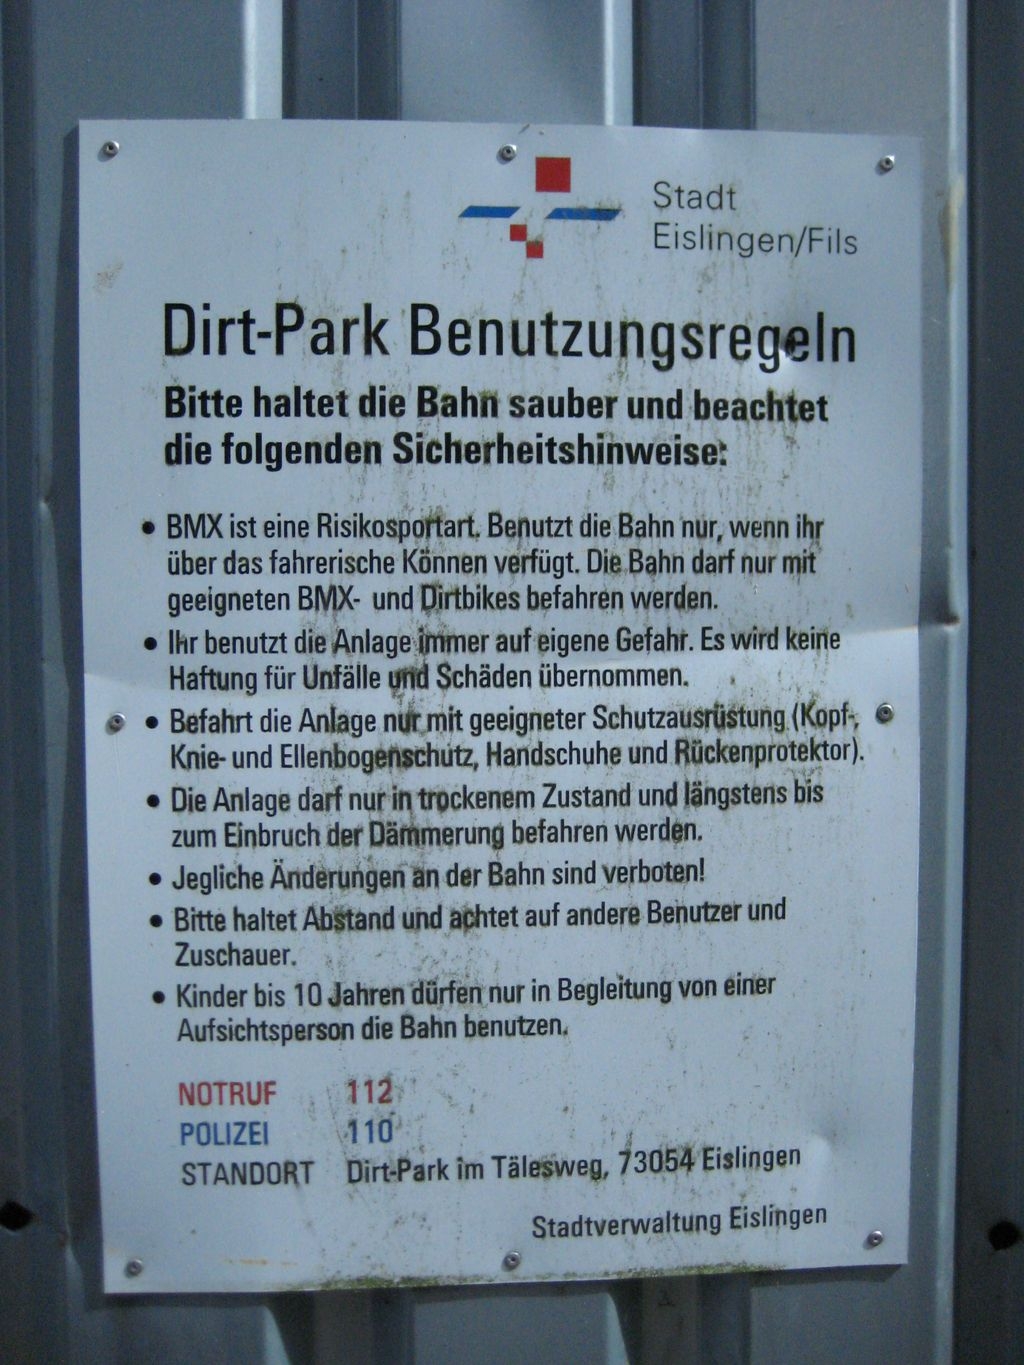 Stadt
Eislingen/Fils
Dirt-Park Benutzungsregeln
Bitte haltet die Bahn sauber und beachtet
die folgenden Sicherheitshinweise:
• BMX ist eine Risikosportart. Benutzt die Bahn nur, wenn ihr
über das fahrerische Können verfügt. Die Bahn darf nur mit
geeigneten BMX- und Dirtbikes befahren werden.
• Ihr benutzt die Anlage immer auf eigene Gefahr. Es wird keine
Haftung für Unfälle und Schäden übernommen.
• Befahrt die Anlage nur mit geeigneter Schutzausrüstung (Kopf-,
Knie- und Ellenbogenschutz, Handschuhe und Rückenprotektor).
• Die Anlage darf nur in trockenem Zustand und längstens bis
zum Einbruch der Dämmerung befahren werden.
• Jegliche Änderungen an der Bahn sind verboten!
• Bitte haltet Abstand und achtet auf andere Benutzer und
Zuschauer.
• Kinder bis 10 Jahren dürfen nur in Begleitung von einer
Aufsichtsperson die Bahn benutzen.
NOTRUF 112
POLIZEI 110
STANDORT Dirt-Park im Tälesweg, 73054 Eislingen
Stadtverwaltung Eislingen